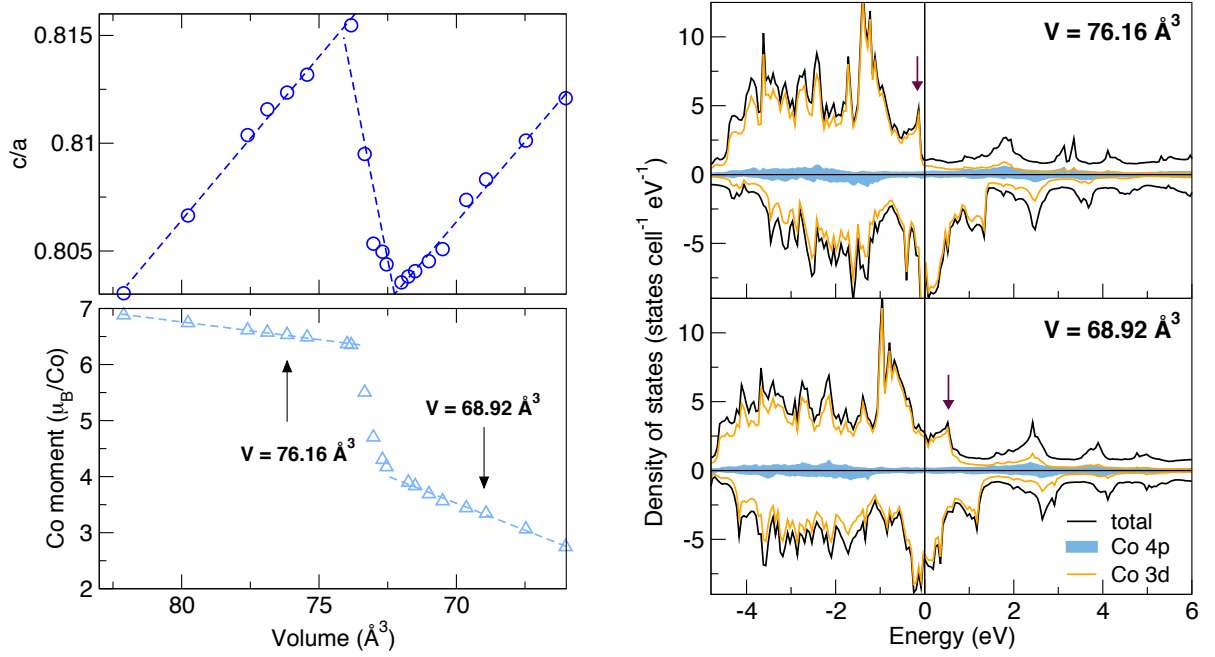 c/a
0.815
0.81
0.805
Co moment (μB/Co)
7
6
5
4
3
2
V = 76.16 Å³
V = 68.92 Å³
80
75
70
Volume (Å³)
Density of states (states cell⁻¹ eV⁻¹)
V = 76.16 Å³
10
5
0
-5
V = 68.92 Å³
10
5
0
-5
total
Co 4p
Co 3d
-4
-2
0
2
4
6
Energy (eV)